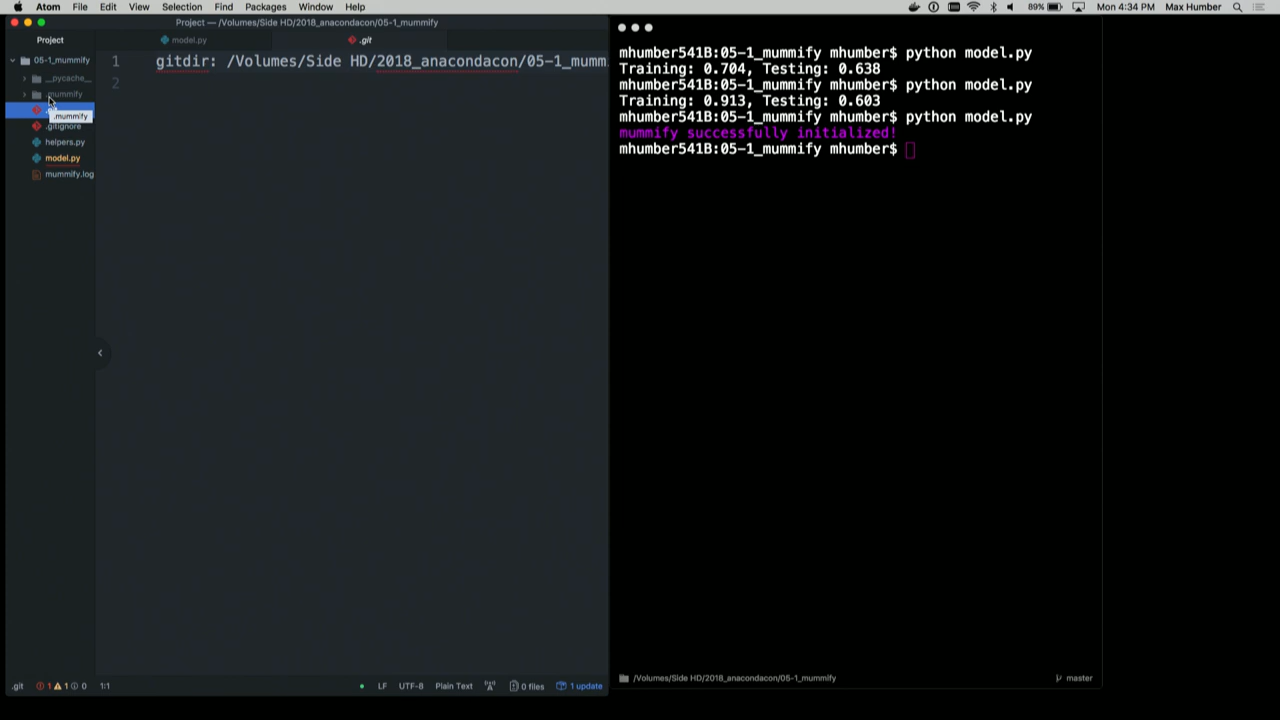 Atom File Edit View Selection Find Packages Window Help 89% Mon 4:34 PM Max Humber
Project — /Volumes/Side HD/2018_anacondacon/05-1_mummify
Project
model.py
.git
05-1_mummify
__pycache__
.mummify
.mummify
.gitignore
helpers.py
model.py
mummify.log
1 gitdir: /Volumes/Side HD/2018_anacondacon/05-1_mumm
2
mhumber541B:05-1_mummify mhumber$ python model.py
Training: 0.704, Testing: 0.638
mhumber541B:05-1_mummify mhumber$ python model.py
Training: 0.913, Testing: 0.603
mhumber541B:05-1_mummify mhumber$ python model.py
mummify successfully initialized!
mhumber541B:05-1_mummify mhumber$
/Volumes/Side HD/2018_anacondacon/05-1_mummify master
.git 1 1 0 1:1 LF UTF-8 Plain Text 0 files 1 update